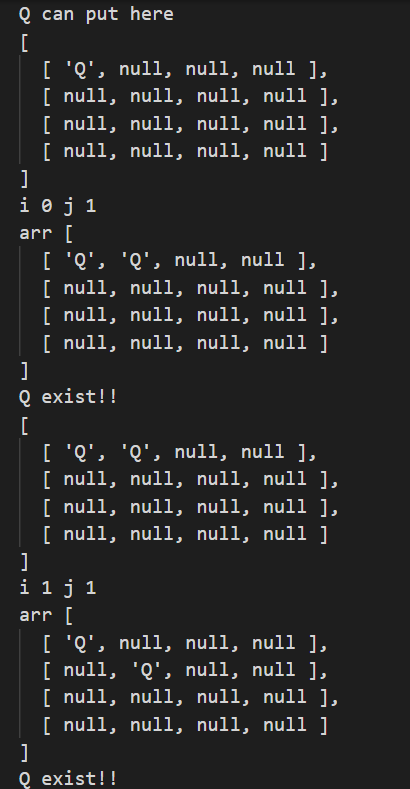 Q can put here
[
  [ 'Q', null, null, null ],
  [ null, null, null, null ],
  [ null, null, null, null ],
  [ null, null, null, null ]
]
i 0 j 1
arr [
  [ 'Q', 'Q', null, null ],
  [ null, null, null, null ],
  [ null, null, null, null ],
  [ null, null, null, null ]
]
Q exist!!
[
  [ 'Q', 'Q', null, null ],
  [ null, null, null, null ],
  [ null, null, null, null ],
  [ null, null, null, null ]
]
i 1 j 1
arr [
  [ 'Q', null, null, null ],
  [ null, 'Q', null, null ],
  [ null, null, null, null ],
  [ null, null, null, null ]
]
Q exist!!